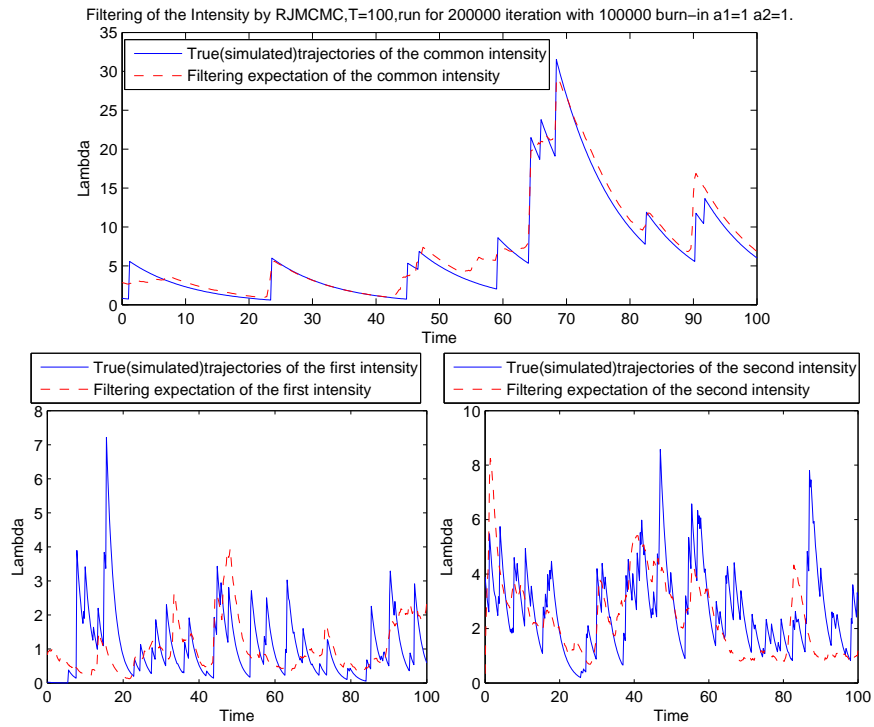 Filtering of the Intensity by RJMCMC,T=100,run for 200000 iteration with 100000 burn−in a1=1 a2=1.
True(simulated)trajectories of the common intensity
Filtering expectation of the common intensity
35
30
25
20
15
10
5
0
Lambda
0 10 20 30 40 50 60 70 80 90 100
Time
True(simulated)trajectories of the first intensity
Filtering expectation of the first intensity
8
7
6
5
4
3
2
1
0
Lambda
0 20 40 60 80 100
Time
True(simulated)trajectories of the second intensity
Filtering expectation of the second intensity
10
8
6
4
2
0
Lambda
0 20 40 60 80 100
Time